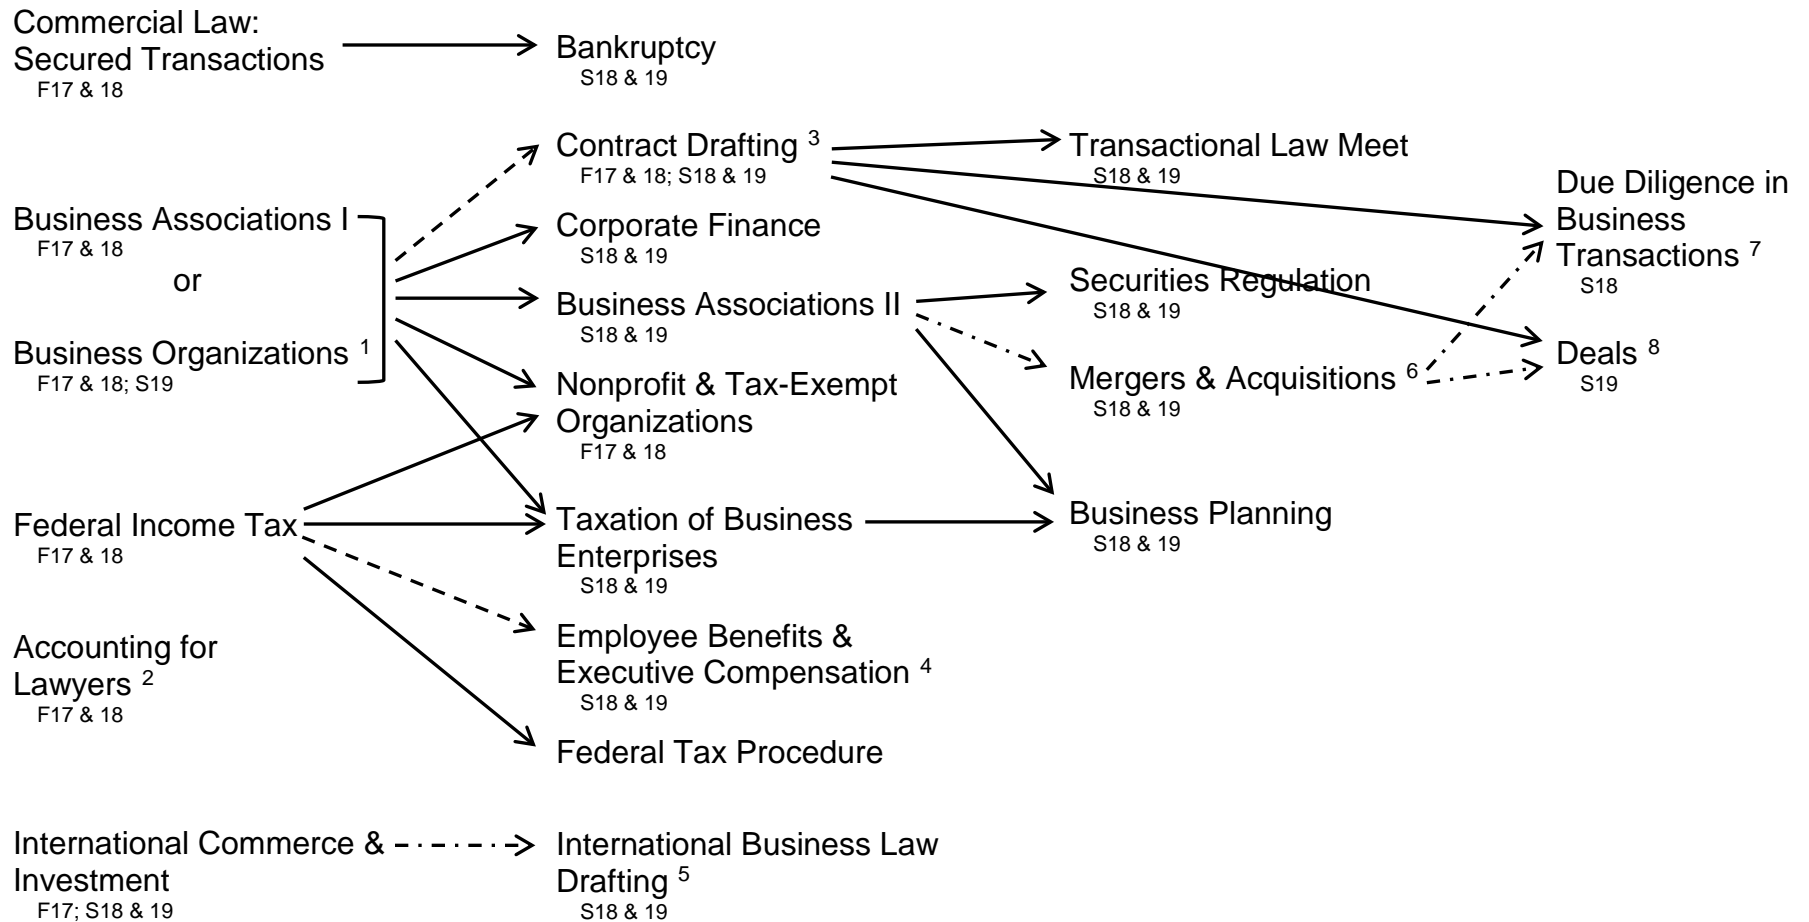 Commercial Law:
Secured Transactions
F17 & 18
Bankruptcy
S18 & 19
Contract Drafting 3
F17 & 18; S18 & 19
Transactional Law Meet
S18 & 19
Due Diligence in
Business
Transactions 7
S18
Business Associations I
F17 & 18
or
Business Organizations 1
F17 & 18; S19
Corporate Finance
S18 & 19
Business Associations II
S18 & 19
Securities Regulation
S18 & 19
Mergers & Acquisitions 6
S18 & 19
Deals 8
S19
Nonprofit & Tax-Exempt
Organizations
F17 & 18
Federal Income Tax
F17 & 18
Taxation of Business
Enterprises
S18 & 19
Business Planning
S18 & 19
Accounting for
Lawyers 2
F17 & 18
Employee Benefits &
Executive Compensation 4
S18 & 19
Federal Tax Procedure
International Commerce &
Investment
F17; S18 & 19
International Business Law
Drafting 5
S18 & 19